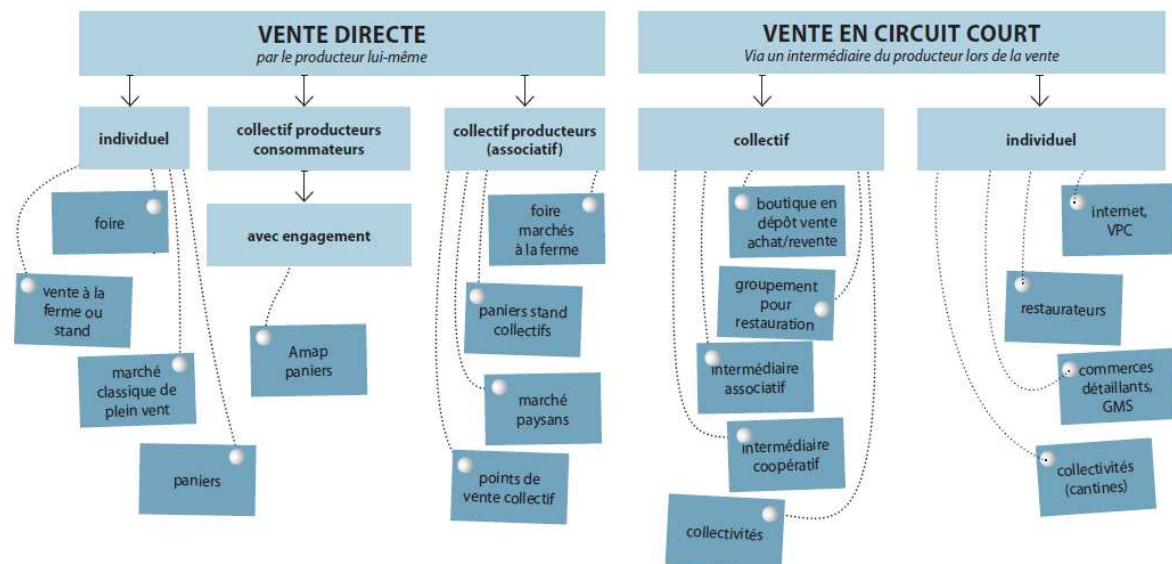 VENTE DIRECTE
par le producteur lui-même
individuel
foire
vente à la
ferme ou
stand
marché
classique de
plein vent
paniers
collectif producteurs
consommateurs
avec engagement
Amap
paniers
collectif producteurs
(associatif)
foire
marchés
à la ferme
paniers stand
collectifs
marché
paysans
points de
vente collectif
VENTE EN CIRCUIT COURT
Via un intermédiaire du producteur lors de la vente
collectif
boutique en
dépôt vente
achat/revente
groupement
pour
restauration
intermédiaire
associatif
intermédiaire
coopératif
collectivités
individuel
internet,
VPC
restaurateurs
commerces
détaillants,
GMS
collectivités
(cantines)